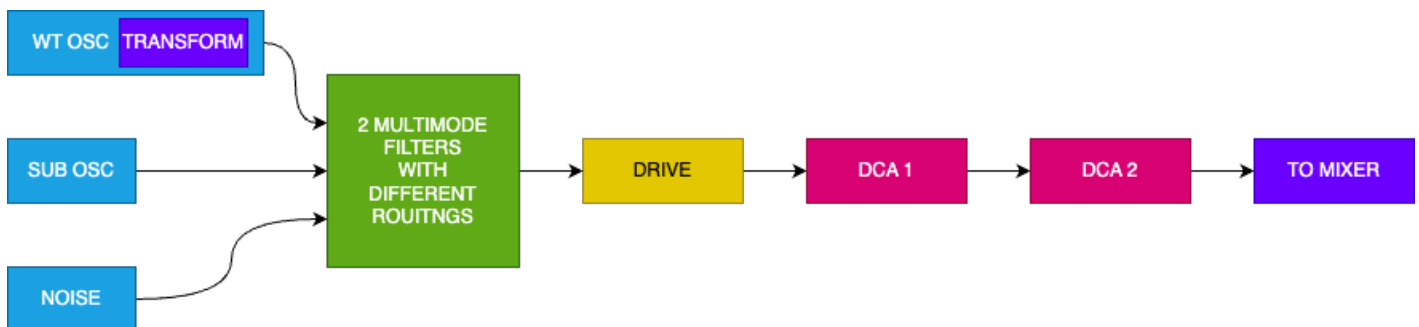 WT OSC TRANSFORM
SUB OSC
NOISE
2 MULTIMODE
FILTERS
WITH
DIFFERENT
ROUITNGS
DRIVE
DCA 1
DCA 2
TO MIXER